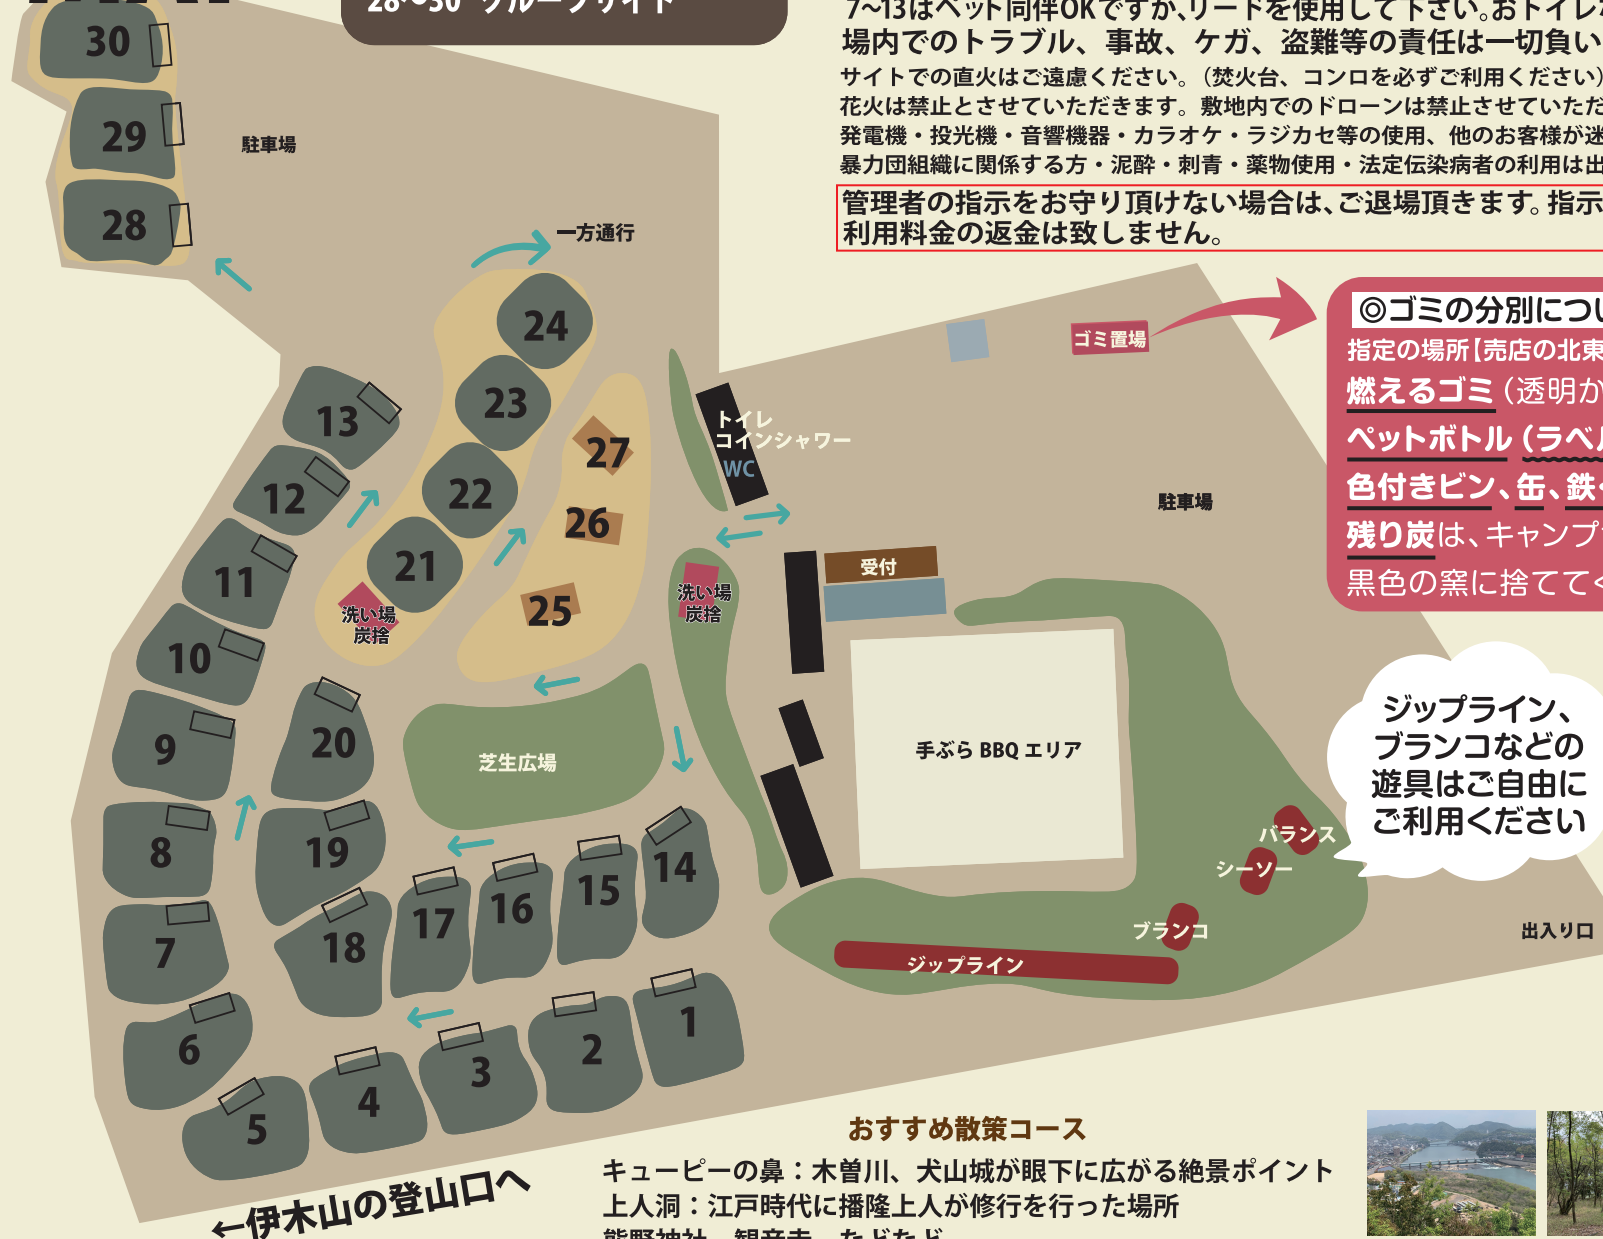 28〜30 グループサイト
7〜13はペット同伴OKですが、リードを使用して下さい。おトイレ
場内でのトラブル、事故、ケガ、盗難等の責任は一切負い
サイトでの直火はご遠慮ください。（焚火台、コンロを必ずご利用ください）
花火は禁止とさせていただきます。敷地内でのドローンは禁止させていただ
発電機・投光機・音響機器・カラオケ・ラジカセ等の使用、他のお客様が迷
暴力団組織に関係する方・泥酔・刺青・薬物使用・法定伝染病者の利用は出
管理者の指示をお守り頂けない場合は、ご退場頂きます。指示
利用料金の返金は致しません。
◎ゴミの分別につい
指定の場所【売店の北東
燃えるゴミ（透明か
ペットボトル（ラベル
色付きビン、缶、鉄く
残り炭は、キャンプ
黒色の窯に捨ててく
ジップライン、
ブランコなどの
遊具はご自由に
ご利用ください
30
29
28
駐車場
一方通行
24
23
22
21
洗い場
炭捨
27
26
25
13
12
11
10
9
8
7
6
5
4
3
2
1
20
19
18
17
16
15
14
トイレ
コインシャワー
WC
ゴミ置場
駐車場
受付
洗い場
炭捨
芝生広場
手ぶら BBQ エリア
バランス
シーソー
ブランコ
ジップライン
出入り口
←伊木山の登山口へ
おすすめ散策コース
キューピーの鼻：木曽川、犬山城が眼下に広がる絶景ポイント
上人洞：江戸時代に播隆上人が修行を行った場所
熊野神社、観音寺、などなど